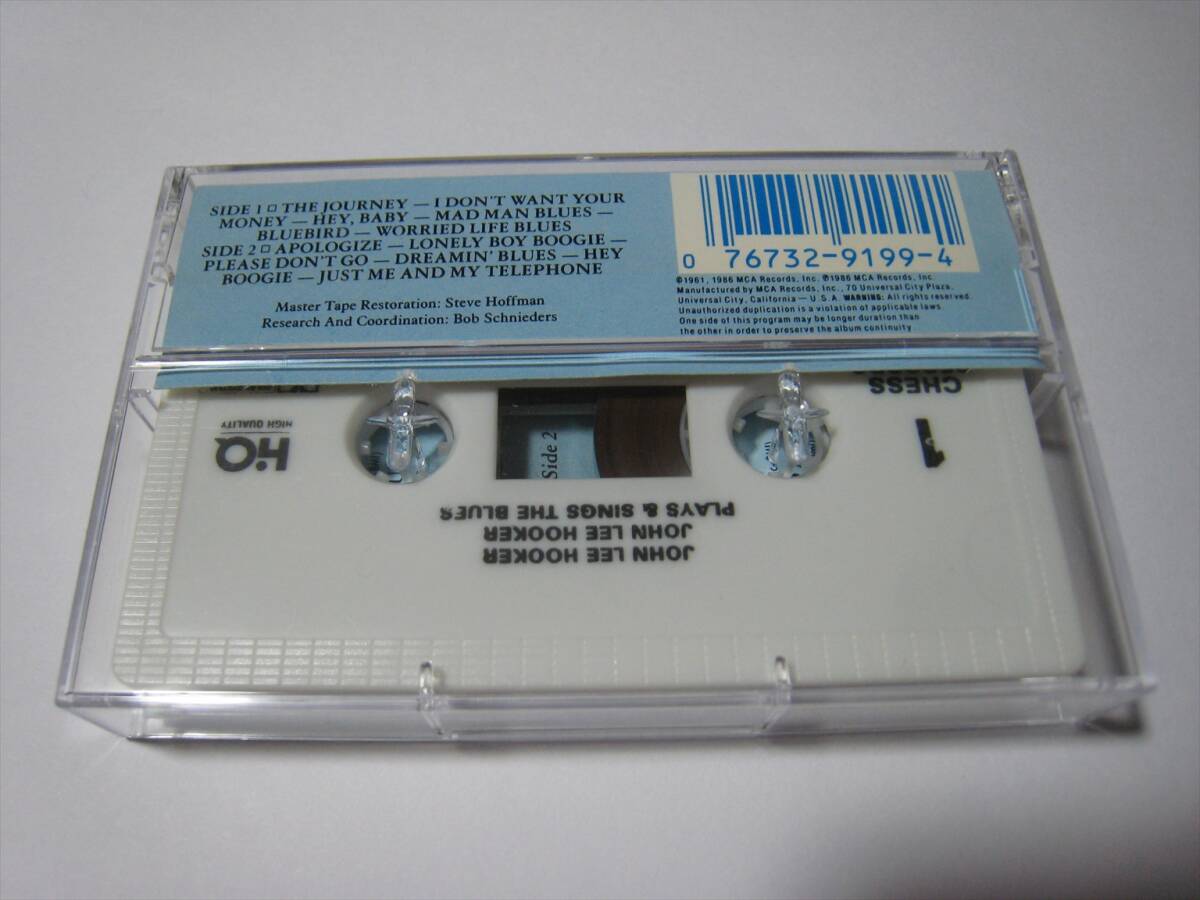 SIDE 1 □ THE JOURNEY — I DON'T WANT YOUR
MONEY — HEY, BABY — MAD MAN BLUES —
BLUEBIRD — WORRIED LIFE BLUES
SIDE 2 □ APOLOGIZE — LONELY BOY BOOGIE —
PLEASE DON'T GO — DREAMIN' BLUES — HEY
BOOGIE — JUST ME AND MY TELEPHONE
Master Tape Restoration: Steve Hoffman
Research And Coordination: Bob Schnieders
0 76732-9199-4
©1961, 1986 MCA Records, Inc. ℗1986 MCA Records, Inc.
Manufactured by MCA Records, Inc., 70 Universal City Plaza,
Universal City, California — U.S.A. WARNING: All rights reserved.
Unauthorized duplication is a violation of applicable laws.
One side of this program may be longer duration than
the other in order to preserve the album continuity
CHESS
1
HQ
HIGH QUALITY
Side 2
JOHN LEE HOOKER
JOHN LEE HOOKER
PLAYS & SINGS THE BLUES